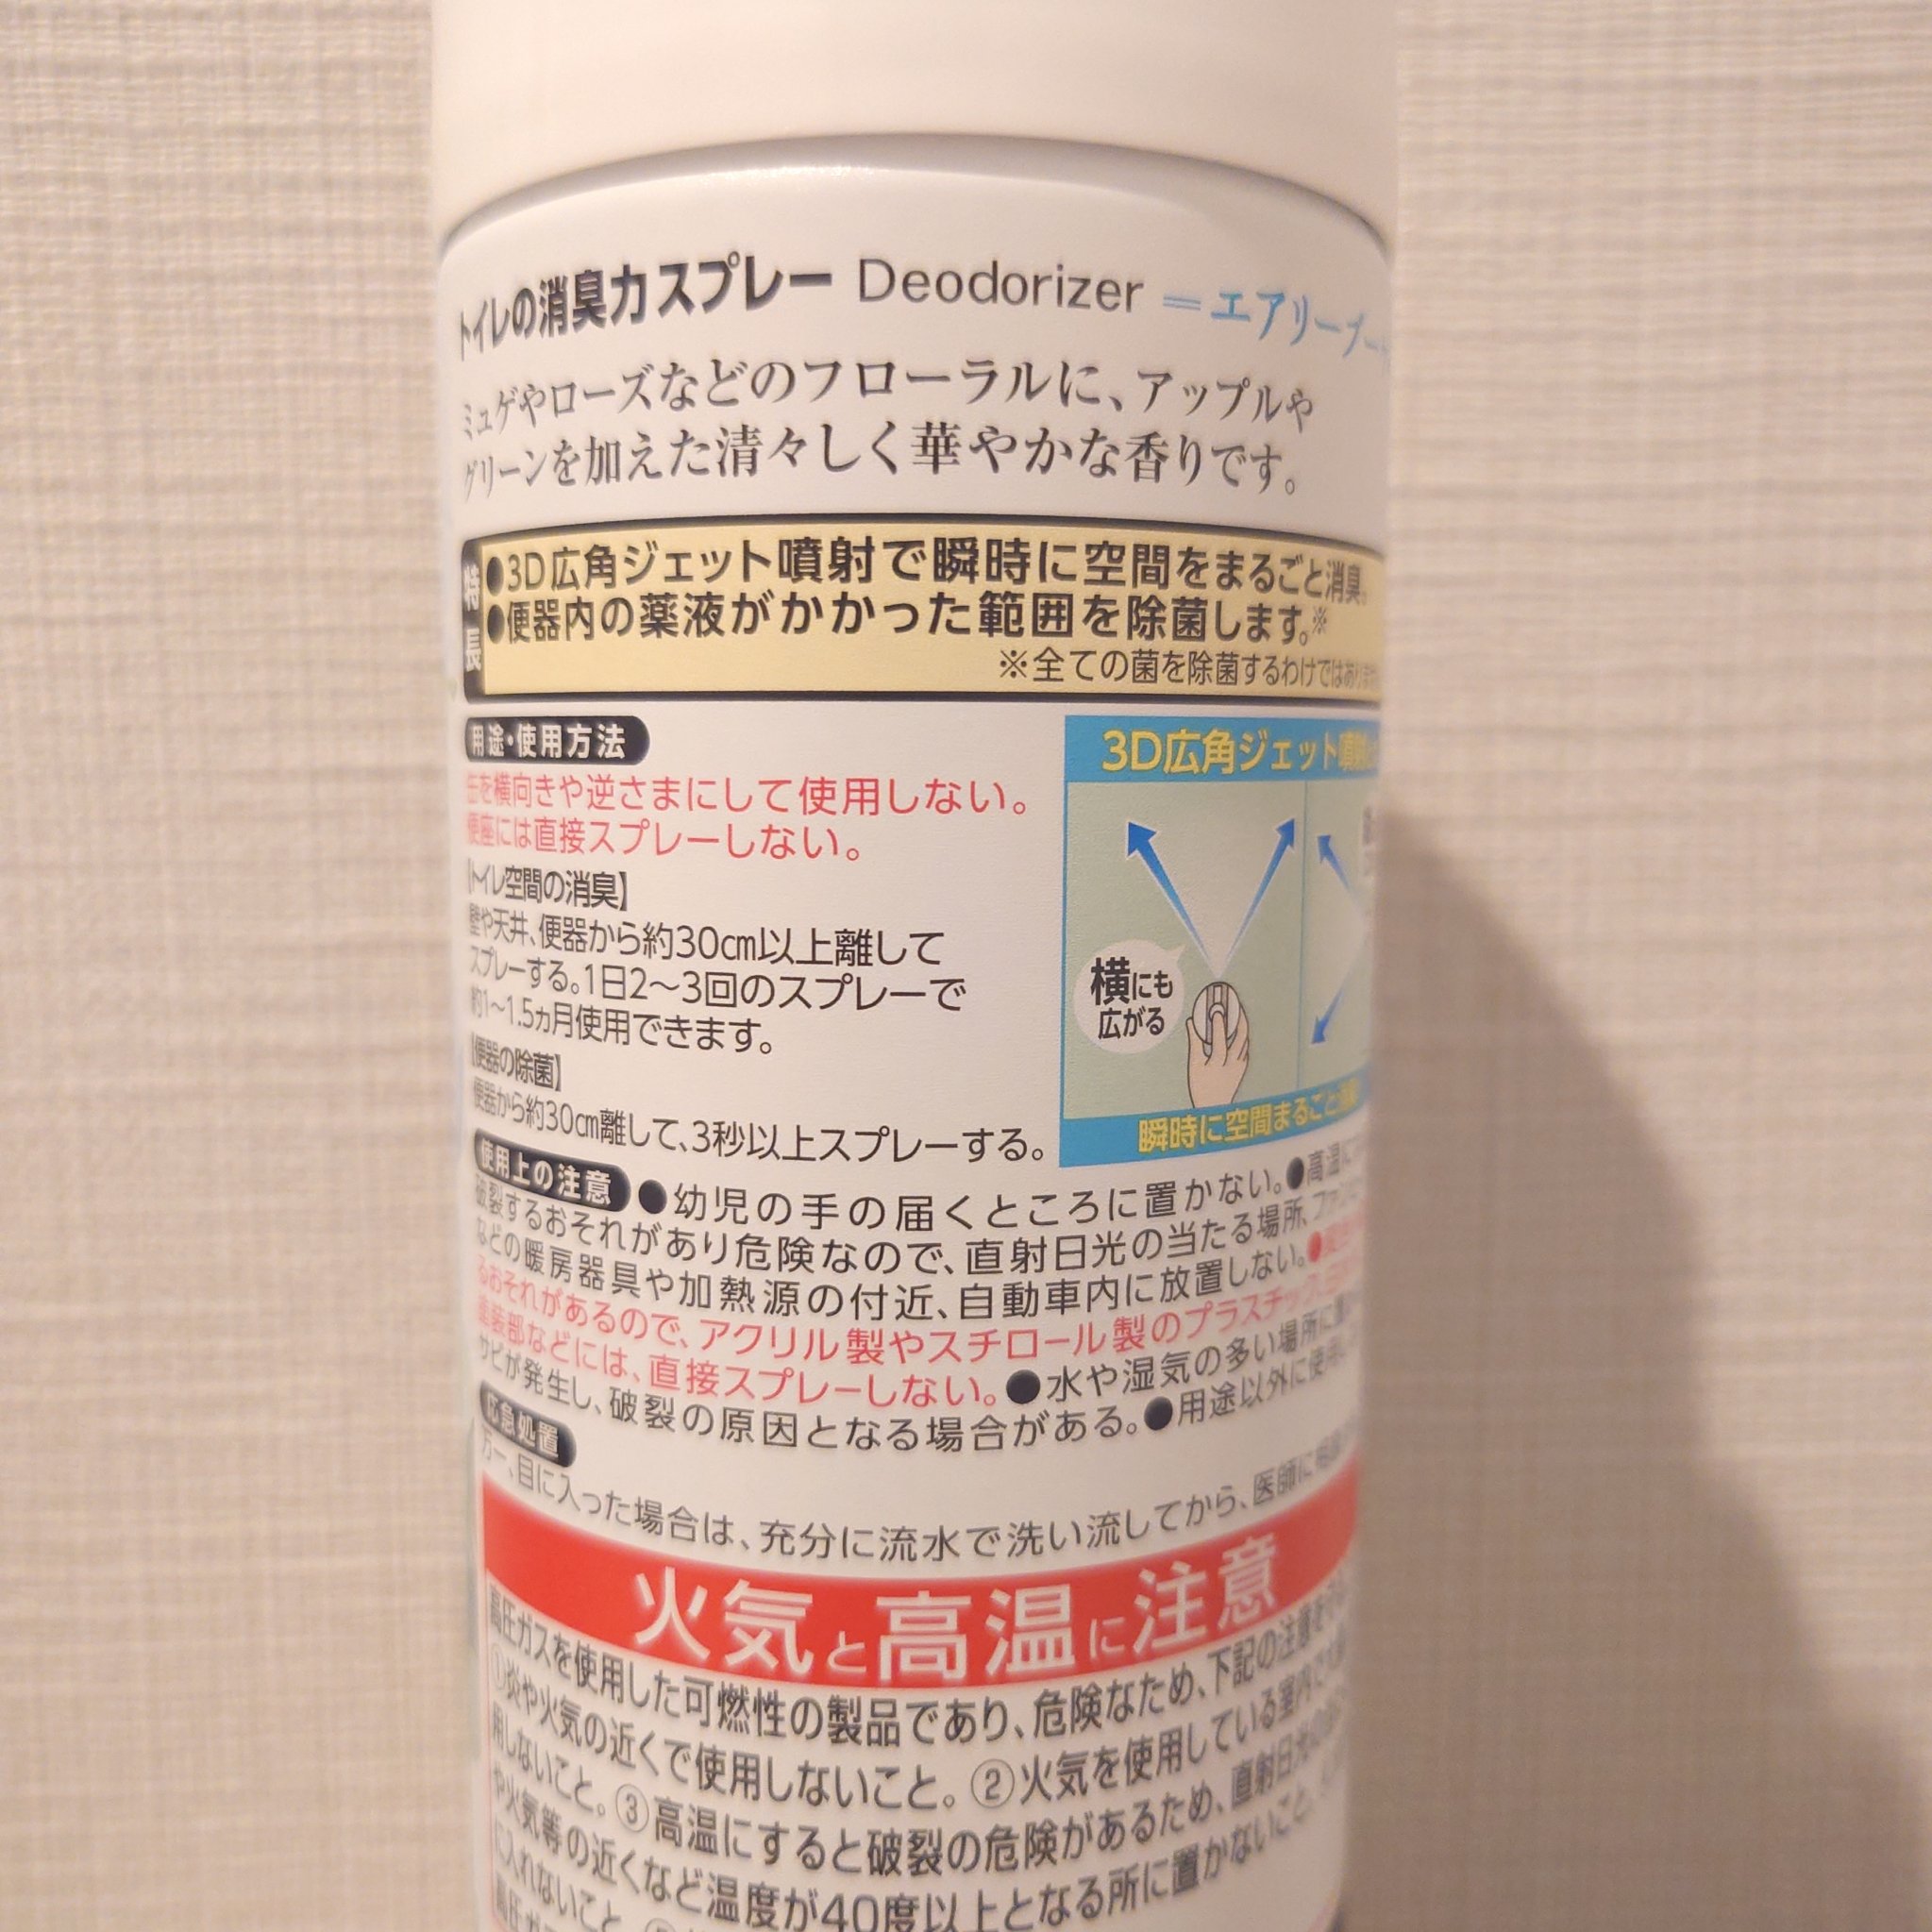 トイレの消臭力スプレー Deodorizer =エアリーブー
ミュゲやローズなどのフローラルに、アップルや
グリーンを加えた清々しく華やかな香りです。
特長
●3D広角ジェット噴射で瞬時に空間をまるごと消臭。
●便器内の薬液がかかった範囲を除菌します。※
※全ての菌を除菌するわけではありま
用途・使用方法
缶を横向きや逆さまにして使用しない。
便座には直接スプレーしない。
【トイレ空間の消臭】
壁や天井、便器から約30㎝以上離して
スプレーする。1日2〜3回のスプレーで
約1〜1.5ヵ月使用できます。
【便器の除菌】
便器から約30㎝離して、3秒以上スプレーする。
3D広角ジェット噴射
横にも
広がる
瞬時に空間まるごと
使用上の注意 ●幼児の手の届くところに置かない。●高温に
破裂するおそれがあり危険なので、直射日光の当たる場所、ファン
などの暖房器具や加熱源の付近、自動車内に放置しない。●
るおそれがあるので、アクリル製やスチロール製のプラスチック
塗装部などには、直接スプレーしない。●水や湿気の多い場所に
サビが発生し、破裂の原因となる場合がある。●用途以外に使用
応急処置
万一、目に入った場合は、充分に流水で洗い流してから、医師に
火気と高温に注意
高圧ガスを使用した可燃性の製品であり、危険なため、下記の注意を
①炎や火気の近くで使用しないこと。②火気を使用している室内で
用しないこと。③高温にすると破裂の危険があるため、直射日光の
や火気等の近くなど温度が40度以上となる所に置かないこと。
に入れないこと。
高圧ガ